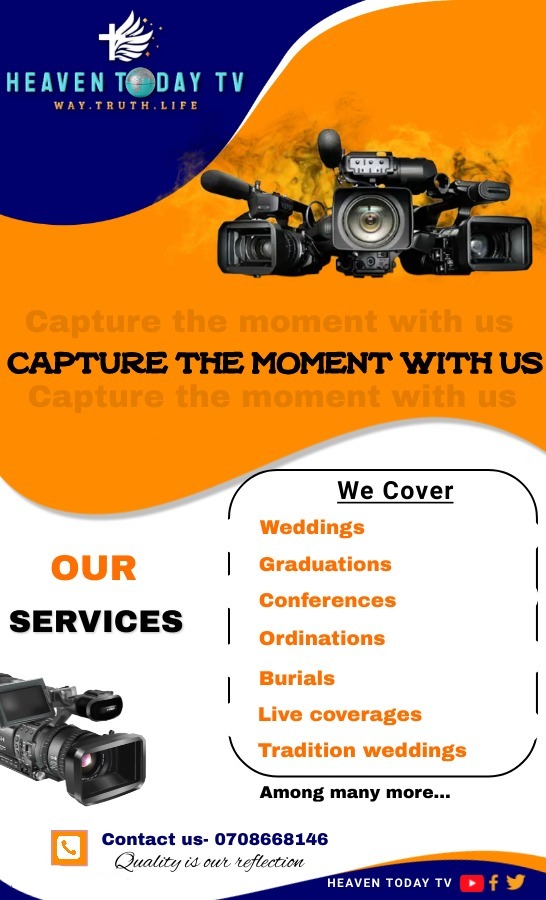 HEAVEN TODAY TV
WAY.TRUTH.LIFE
Capture the moment with us
CAPTURE THE MOMENT WITH US
Capture the moment with us
We Cover
Weddings
Graduations
Conferences
Ordinations
Burials
Live coverages
Tradition weddings
Among many more...
OUR
SERVICES
Contact us- 0708668146
Quality is our reflection
HEAVEN TODAY TV